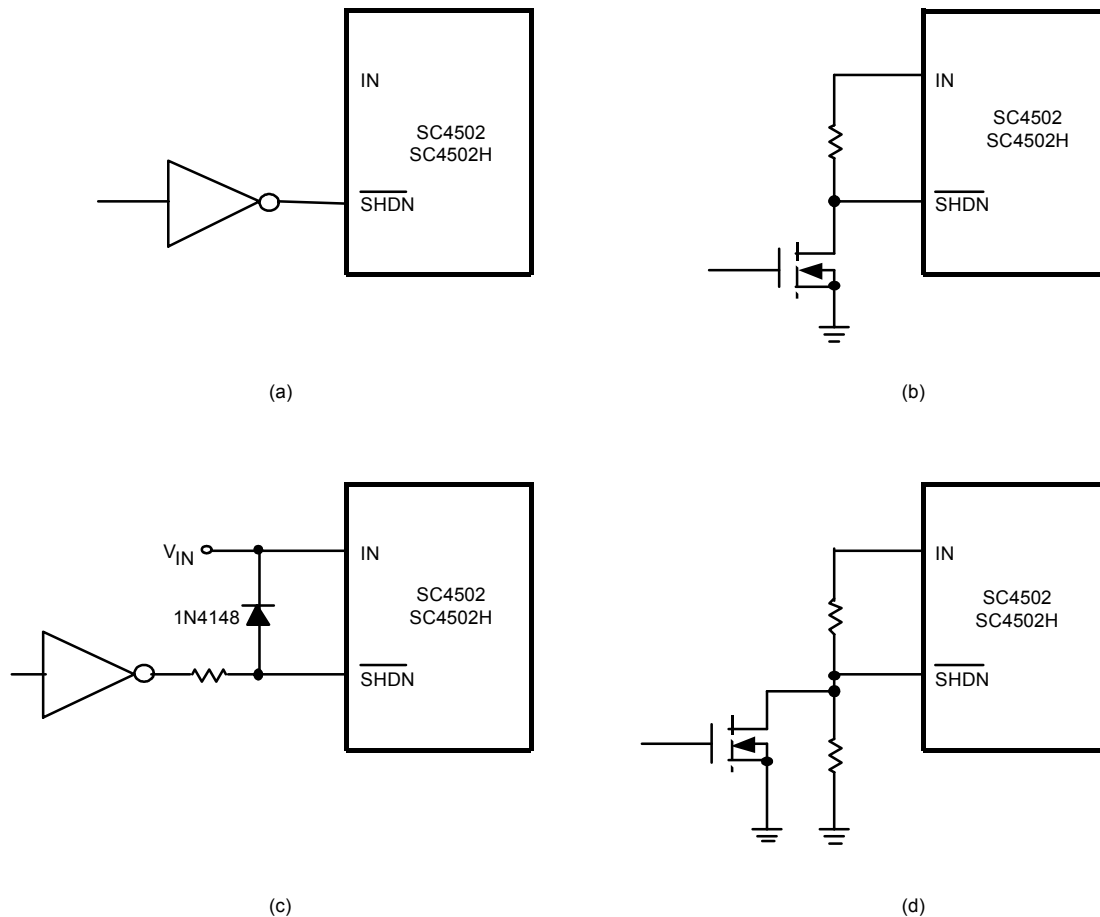 IN
SC4502
SC4502H
SHDN
(a)
IN
SC4502
SC4502H
SHDN
(b)
VIN
IN
SC4502
SC4502H
1N4148
SHDN
(c)
IN
SC4502
SC4502H
SHDN
(d)